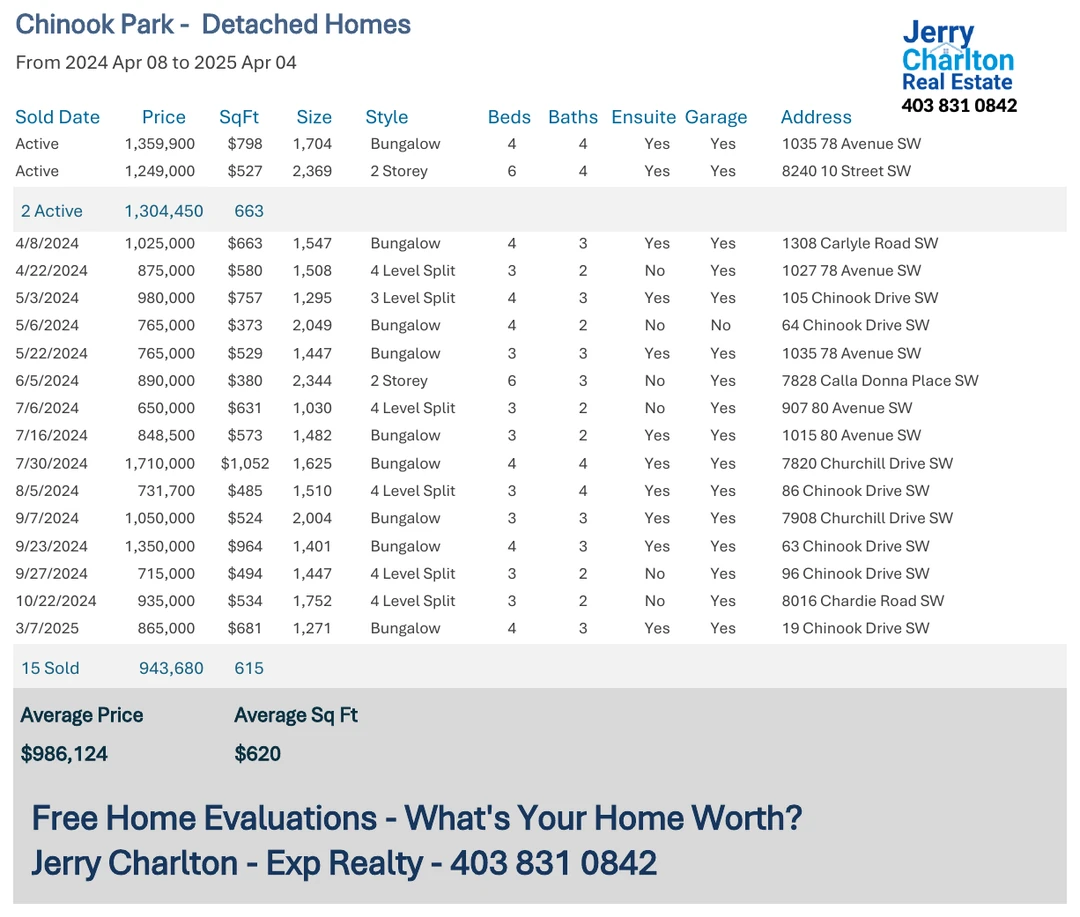 Chinook Park - Detached Homes
From 2024 Apr 08 to 2025 Apr 04
Jerry
Charlton
Real Estate
403 831 0842
Sold Date Price SqFt Size Style Beds Baths Ensuite Garage Address
Active 1,359,900 $798 1,704 Bungalow 4 4 Yes Yes 1035 78 Avenue SW
Active 1,249,000 $527 2,369 2 Storey 6 4 Yes Yes 8240 10 Street SW
2 Active 1,304,450 663
4/8/2024 1,025,000 $663 1,547 Bungalow 4 3 Yes Yes 1308 Carlyle Road SW
4/22/2024 875,000 $580 1,508 4 Level Split 3 2 No Yes 1027 78 Avenue SW
5/3/2024 980,000 $757 1,295 3 Level Split 4 3 Yes Yes 105 Chinook Drive SW
5/6/2024 765,000 $373 2,049 Bungalow 4 2 No No 64 Chinook Drive SW
5/22/2024 765,000 $529 1,447 Bungalow 3 3 Yes Yes 1035 78 Avenue SW
6/5/2024 890,000 $380 2,344 2 Storey 6 3 No Yes 7828 Calla Donna Place SW
7/6/2024 650,000 $631 1,030 4 Level Split 3 2 No Yes 907 80 Avenue SW
7/16/2024 848,500 $573 1,482 Bungalow 3 2 Yes Yes 1015 80 Avenue SW
7/30/2024 1,710,000 $1,052 1,625 Bungalow 4 4 Yes Yes 7820 Churchill Drive SW
8/5/2024 731,700 $485 1,510 4 Level Split 3 4 Yes Yes 86 Chinook Drive SW
9/7/2024 1,050,000 $524 2,004 Bungalow 3 3 Yes Yes 7908 Churchill Drive SW
9/23/2024 1,350,000 $964 1,401 Bungalow 4 3 Yes Yes 63 Chinook Drive SW
9/27/2024 715,000 $494 1,447 4 Level Split 3 2 No Yes 96 Chinook Drive SW
10/22/2024 935,000 $534 1,752 4 Level Split 3 2 No Yes 8016 Chardie Road SW
3/7/2025 865,000 $681 1,271 Bungalow 4 3 Yes Yes 19 Chinook Drive SW
15 Sold 943,680 615
Average Price Average Sq Ft
$986,124 $620
Free Home Evaluations - What's Your Home Worth?
Jerry Charlton - Exp Realty - 403 831 0842